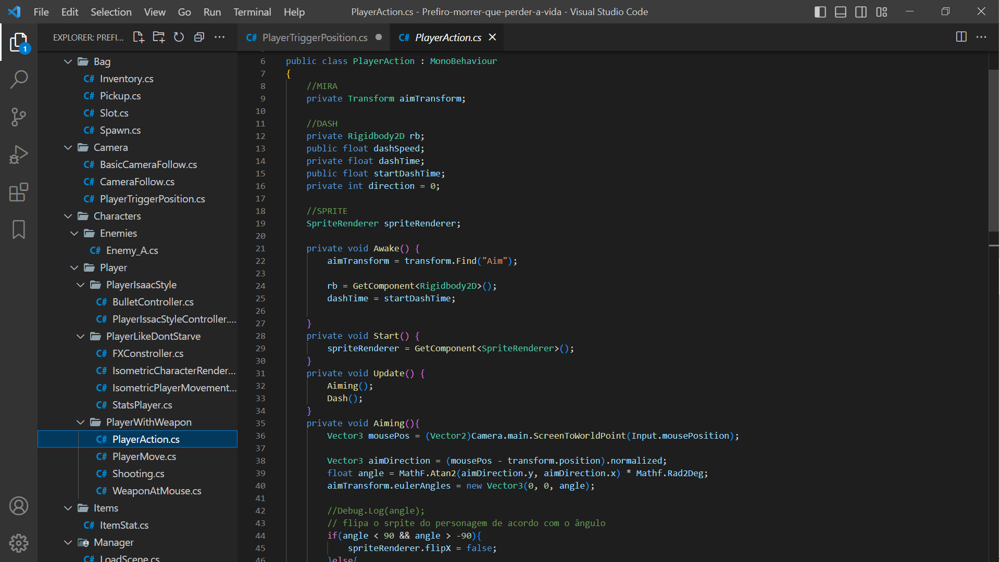 File Edit Selection View Go Run Terminal Help
PlayerAction.cs - Prefiro-morrer-que-perder-a-vida - Visual Studio Code
EXPLORER: PREFI...
C# PlayerTriggerPosition.cs
C# PlayerAction.cs
1
Bag
C# Inventory.cs
C# Pickup.cs
C# Slot.cs
C# Spawn.cs
Camera
C# BasicCameraFollow.cs
C# CameraFollow.cs
C# PlayerTriggerPosition.cs
Characters
Enemies
C# Enemy_A.cs
Player
PlayerIsaacStyle
C# BulletController.cs
C# PlayerIssacStyleController....
PlayerLikeDontStarve
C# FXConstroller.cs
C# IsometricCharacterRender...
C# IsometricPlayerMovement...
C# StatsPlayer.cs
PlayerWithWeapon
C# PlayerAction.cs
C# PlayerMove.cs
C# Shooting.cs
C# WeaponAtMouse.cs
Items
C# ItemStat.cs
Manager
C# LoadScene.cs
6 public class PlayerAction : MonoBehaviour
7 {
8 //MIRA
9 private Transform aimTransform;
10
11 //DASH
12 private Rigidbody2D rb;
13 public float dashSpeed;
14 private float dashTime;
15 public float startDashTime;
16 private int direction = 0;
17
18 //SPRITE
19 SpriteRenderer spriteRenderer;
20
21 private void Awake() {
22 aimTransform = transform.Find("Aim");
23
24 rb = GetComponent<Rigidbody2D>();
25 dashTime = startDashTime;
26
27 }
28 private void Start() {
29 spriteRenderer = GetComponent<SpriteRenderer>();
30 }
31 private void Update() {
32 Aiming();
33 Dash();
34 }
35 private void Aiming(){
36 Vector3 mousePos = (Vector2)Camera.main.ScreenToWorldPoint(Input.mousePosition);
37
38 Vector3 aimDirection = (mousePos - transform.position).normalized;
39 float angle = MathF.Atan2(aimDirection.y, aimDirection.x) * Mathf.Rad2Deg;
40 aimTransform.eulerAngles = new Vector3(0, 0, angle);
41
42 //Debug.Log(angle);
43 // flipa o srpite do personagem de acordo com o ângulo
44 if(angle < 90 && angle > -90){
45 spriteRenderer.flipX = false;
46 }else{